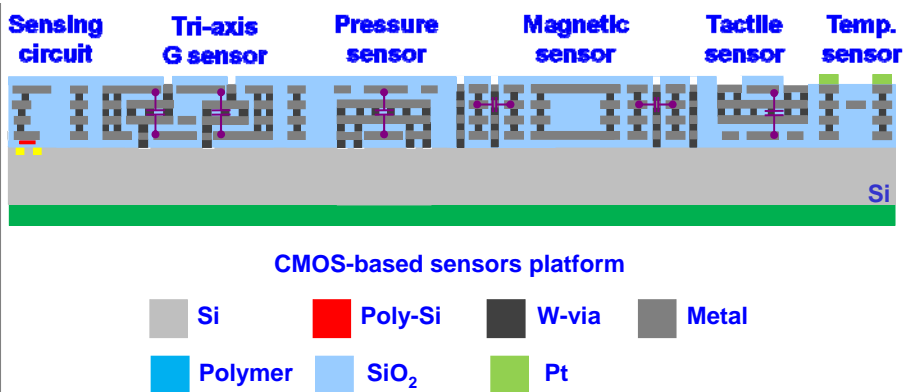 Sensing circuit
Tri-axis G sensor
Pressure sensor
Magnetic sensor
Tactile sensor
Temp. sensor
Si
CMOS-based sensors platform
Si Poly-Si W-via Metal
Polymer SiO₂ Pt